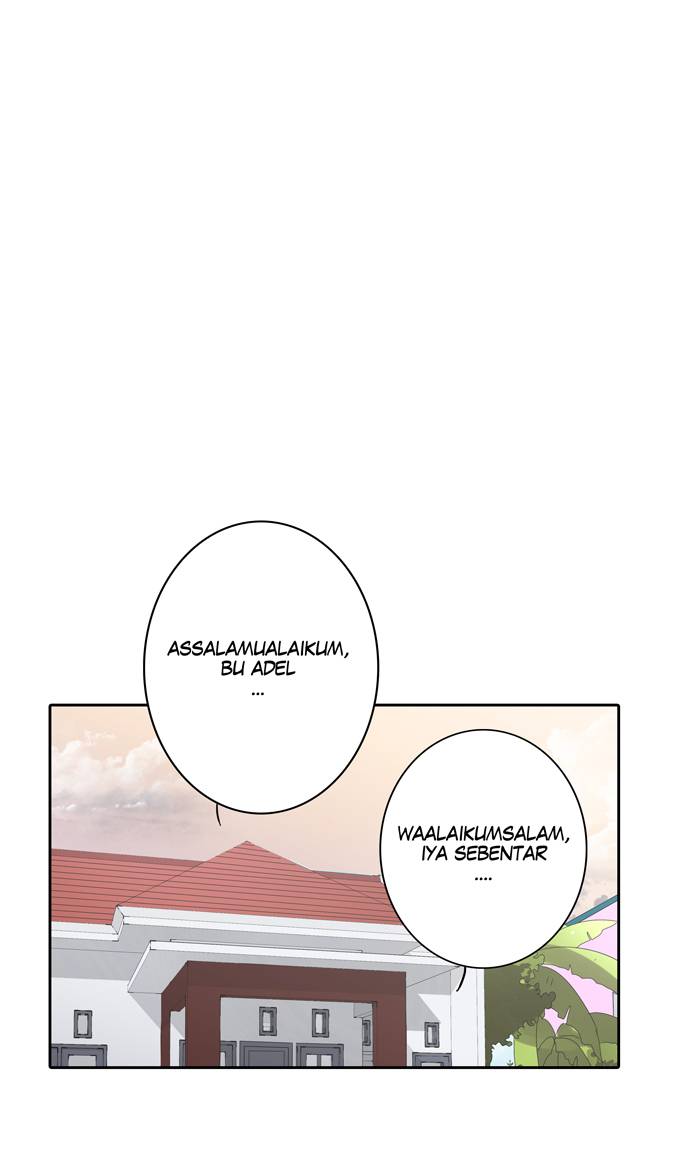 ASSALAMUALAIKUM,
BU ADEL
...
WAALAIKUMSALAM,
IYA SEBENTAR
....